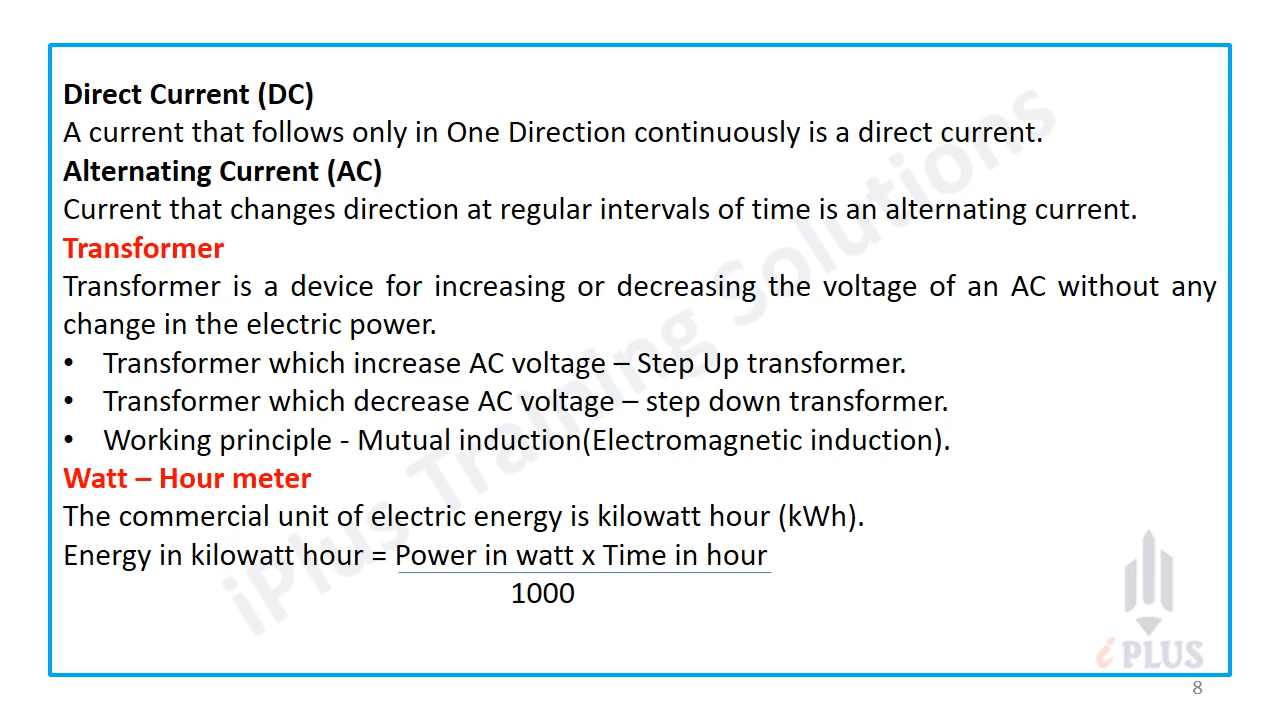 Direct Current (DC)
A current that follows only in One Direction continuously is a direct current.
Alternating Current (AC)
Current that changes direction at regular intervals of time is an alternating current.
Transformer
Transformer is a device for increasing or decreasing the voltage of an AC without any
change in the electric power.
• Transformer which increase AC voltage – Step Up transformer.
• Transformer which decrease AC voltage – step down transformer.
• Working principle - Mutual induction(Electromagnetic induction).
Watt – Hour meter
The commercial unit of electric energy is kilowatt hour (kWh).
Energy in kilowatt hour = Power in watt x Time in hour
1000
iPlus Training Solutions
i PLUS
8